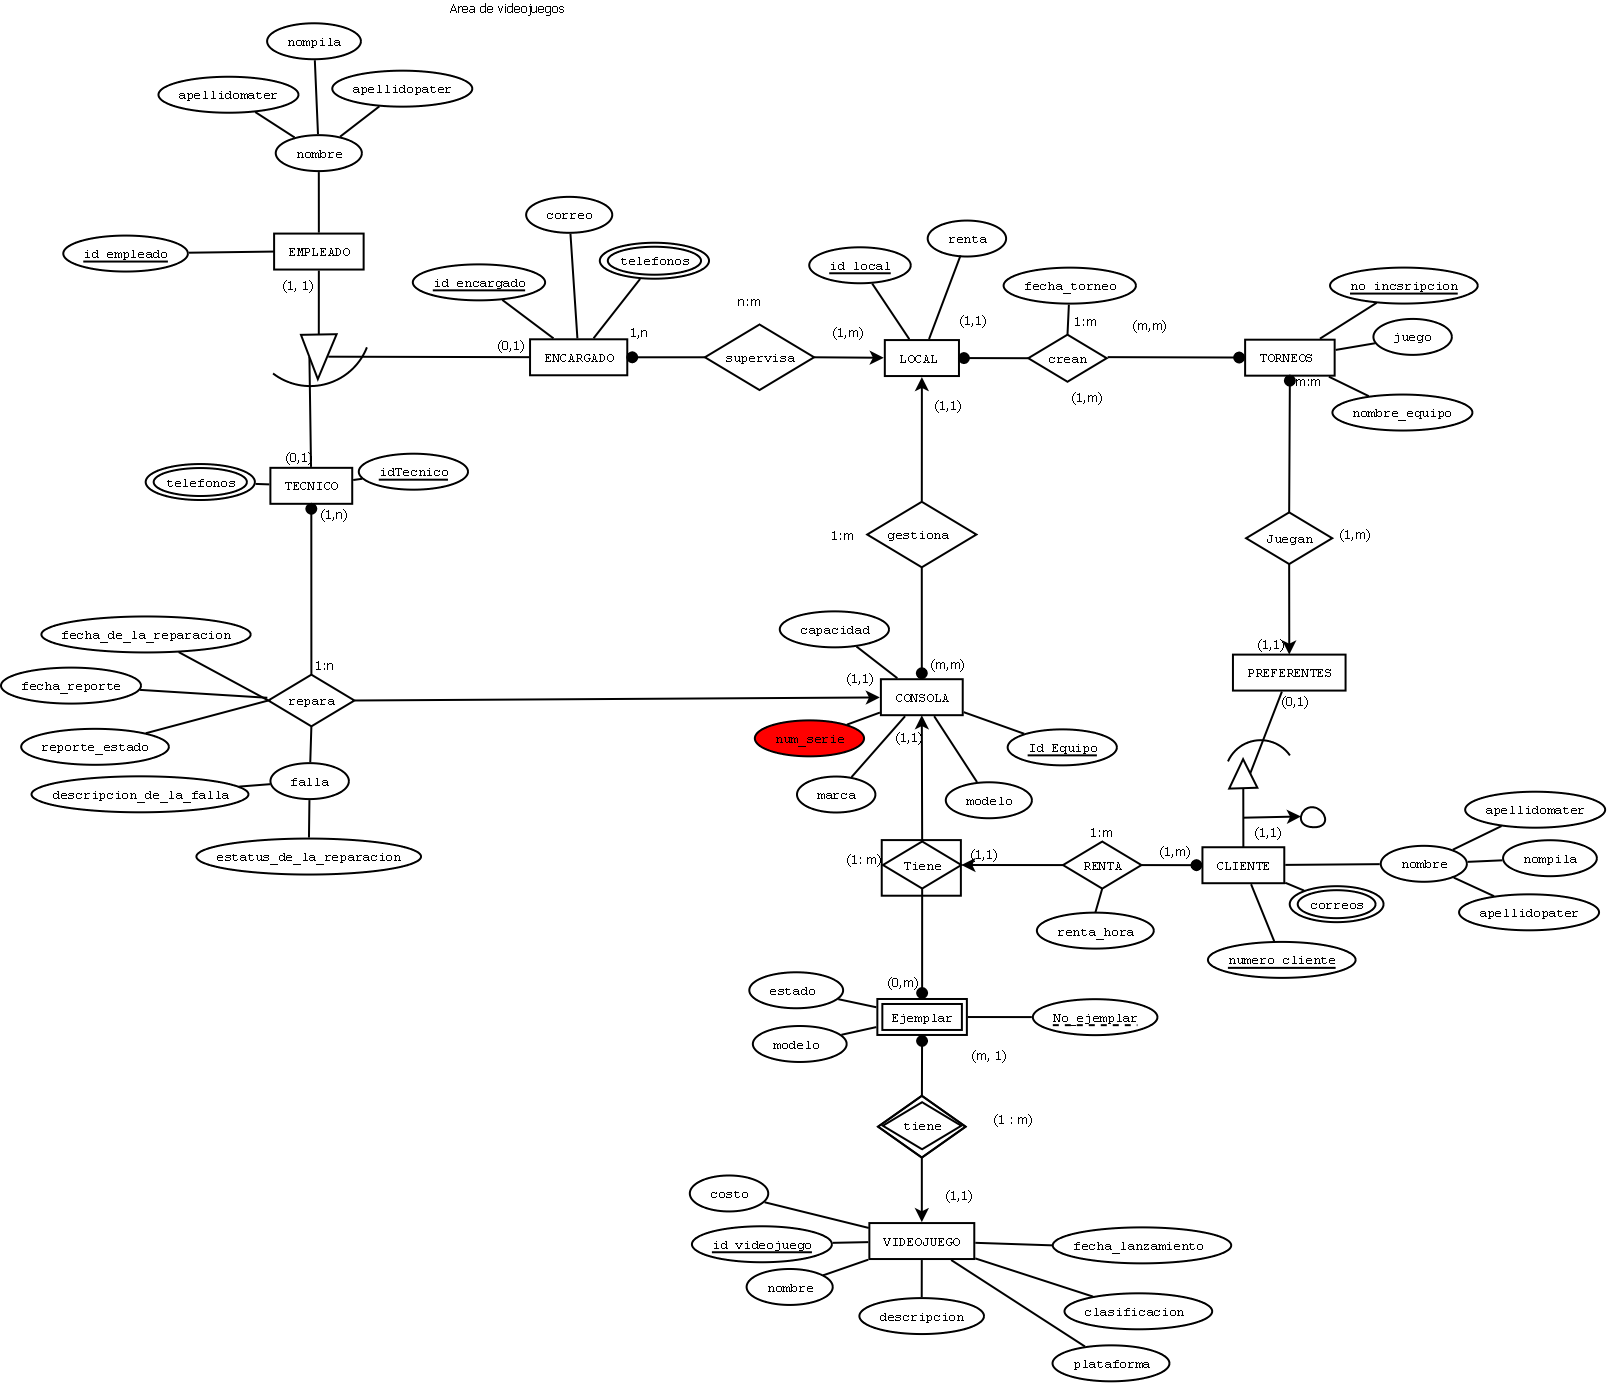 Area de videojuegos
nompila
apellidomater
apellidopater
nombre
id_empleado
EMPLEADO
(1, 1)
correo
telefonos
id_encargado
(0,1)
ENCARGADO
1,n
n:m
supervisa
(1,m)
id_local
renta
LOCAL
(1,1)
fecha_torneo
1:m
crean
(1,m)
(m,m)
no_incsripcion
juego
TORNEOS
m:m
nombre_equipo
(1,1)
(0,1)
telefonos
TECNICO
idTecnico
(1,n)
1:m
gestiona
Juegan
(1,m)
fecha_de_la_reparacion
fecha_reporte
1:n
repara
reporte_estado
falla
descripcion_de_la_falla
estatus_de_la_reparacion
capacidad
(m,m)
(1,1)
CONSOLA
num_serie
(1,1)
Id_Equipo
marca
modelo
(1,1)
PREFERENTES
(0,1)
(1: m)
Tiene
(1,1)
1:m
RENTA
(1,m)
renta_hora
(1,1)
CLIENTE
apellidomater
nombre
nompila
correos
apellidopater
numero_cliente
(0,m)
estado
Ejemplar
No_ejemplar
modelo
(m, 1)
tiene
(1 : m)
(1,1)
costo
id_videojuego
VIDEOJUEGO
fecha_lanzamiento
nombre
descripcion
clasificacion
plataforma